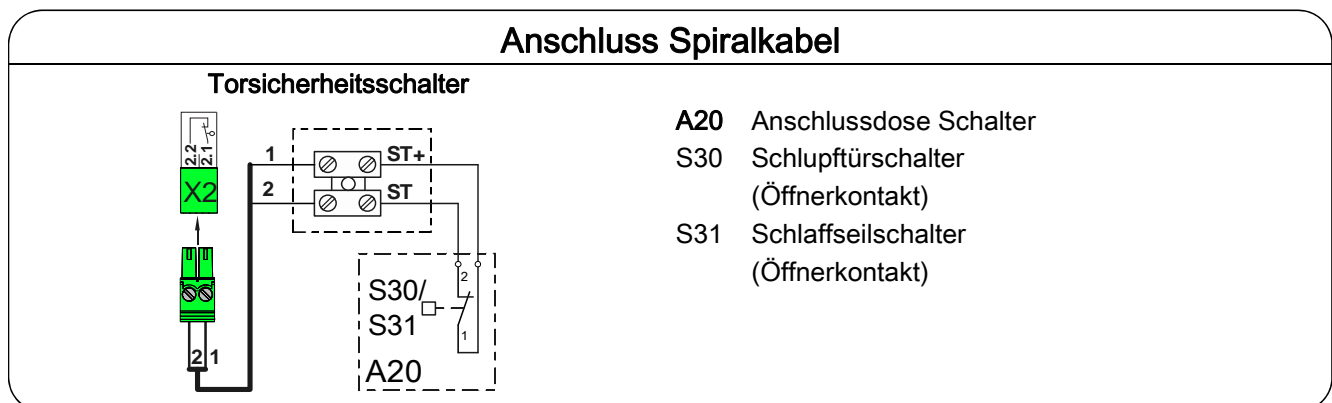 Anschluss Spiralkabel
Torsicherheitsschalter
2.2
2.1
X2
1
ST+
2
ST
2
S30/
S31
1
A20
2 1
A20 Anschlussdose Schalter
S30 Schlupftürschalter
(Öffnerkontakt)
S31 Schlaffseilschalter
(Öffnerkontakt)